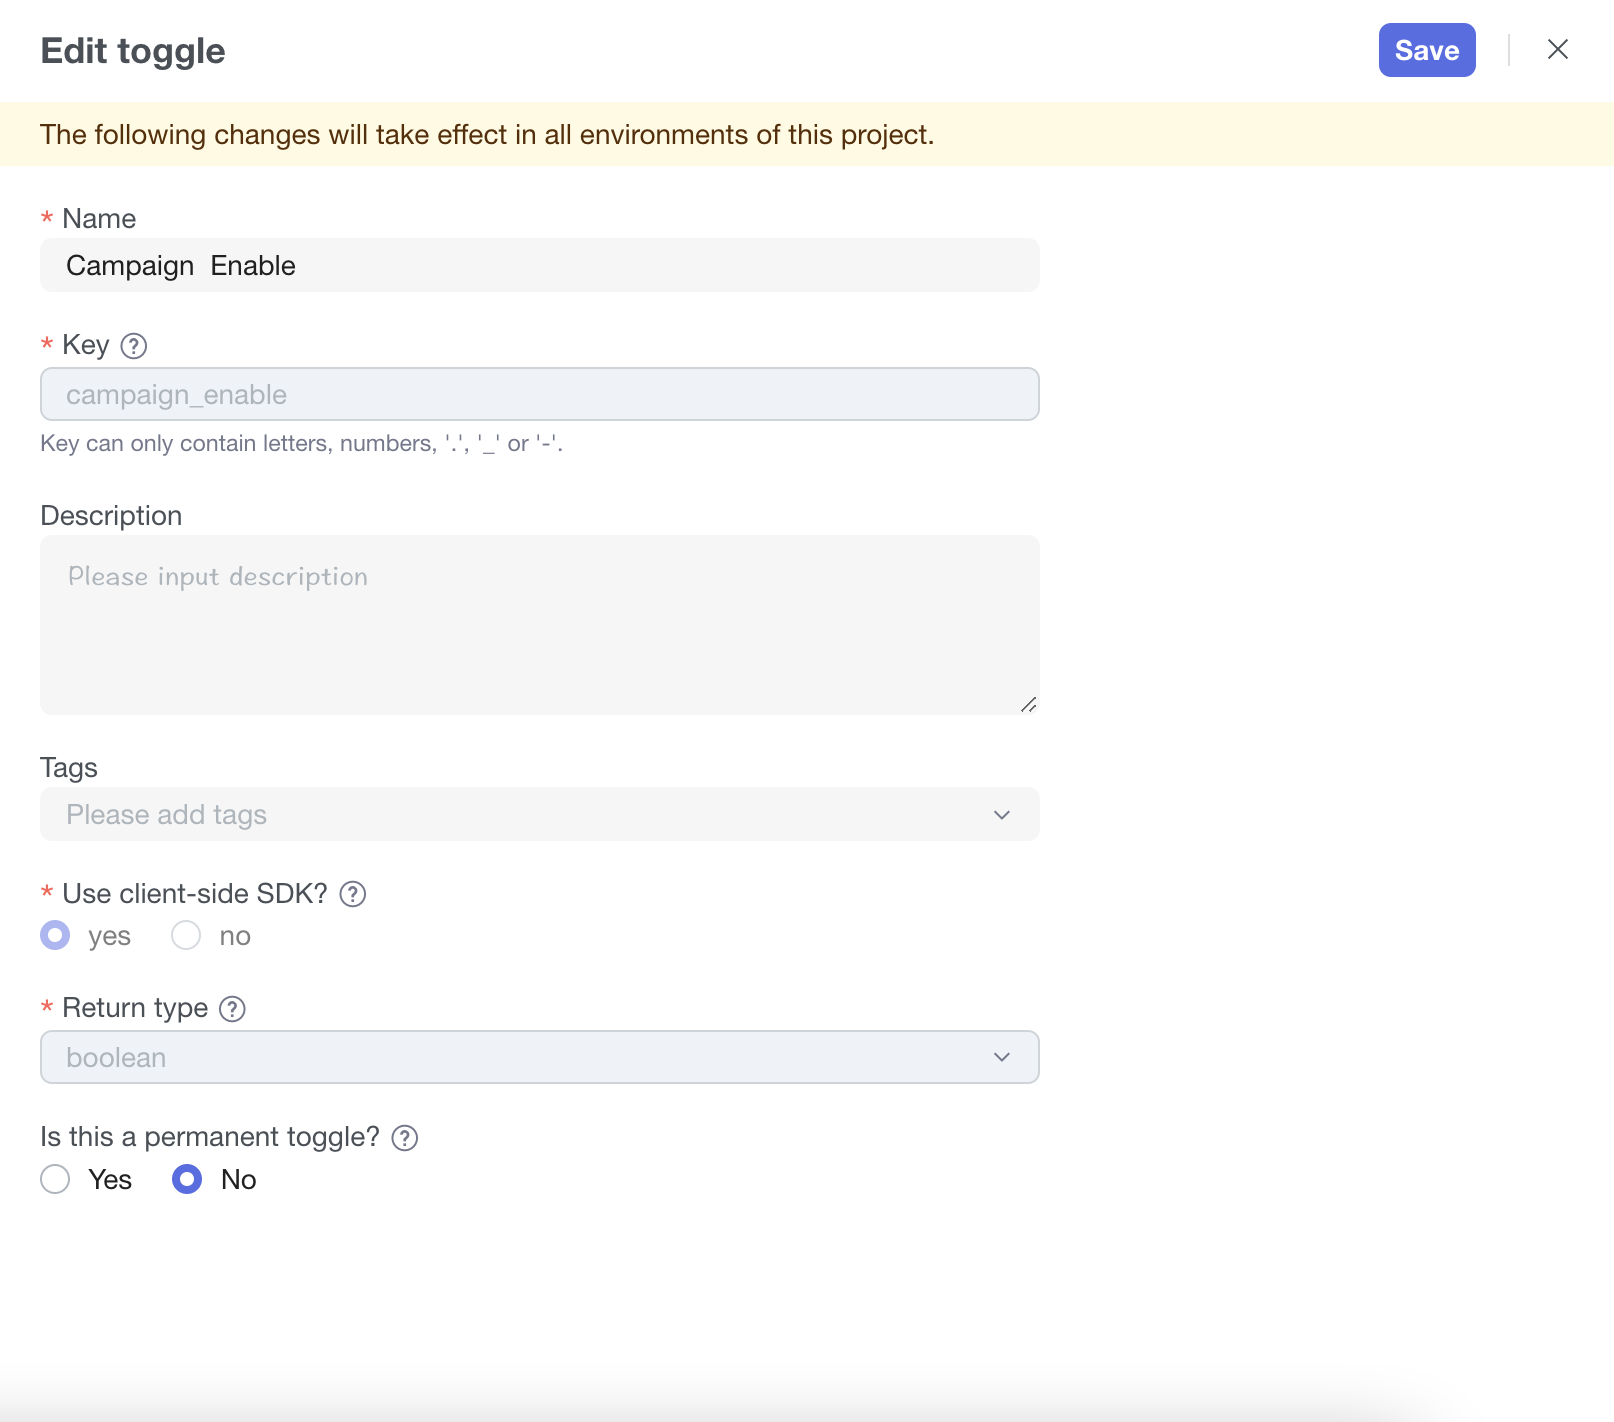 Edit toggle
Save
The following changes will take effect in all environments of this project.
* Name
Campaign  Enable
* Key ?
campaign_enable
Key can only contain letters, numbers, '.', '_' or '-'.
Description
Please input description
Tags
Please add tags
* Use client-side SDK? ?
yes no
* Return type ?
boolean
Is this a permanent toggle? ?
Yes No